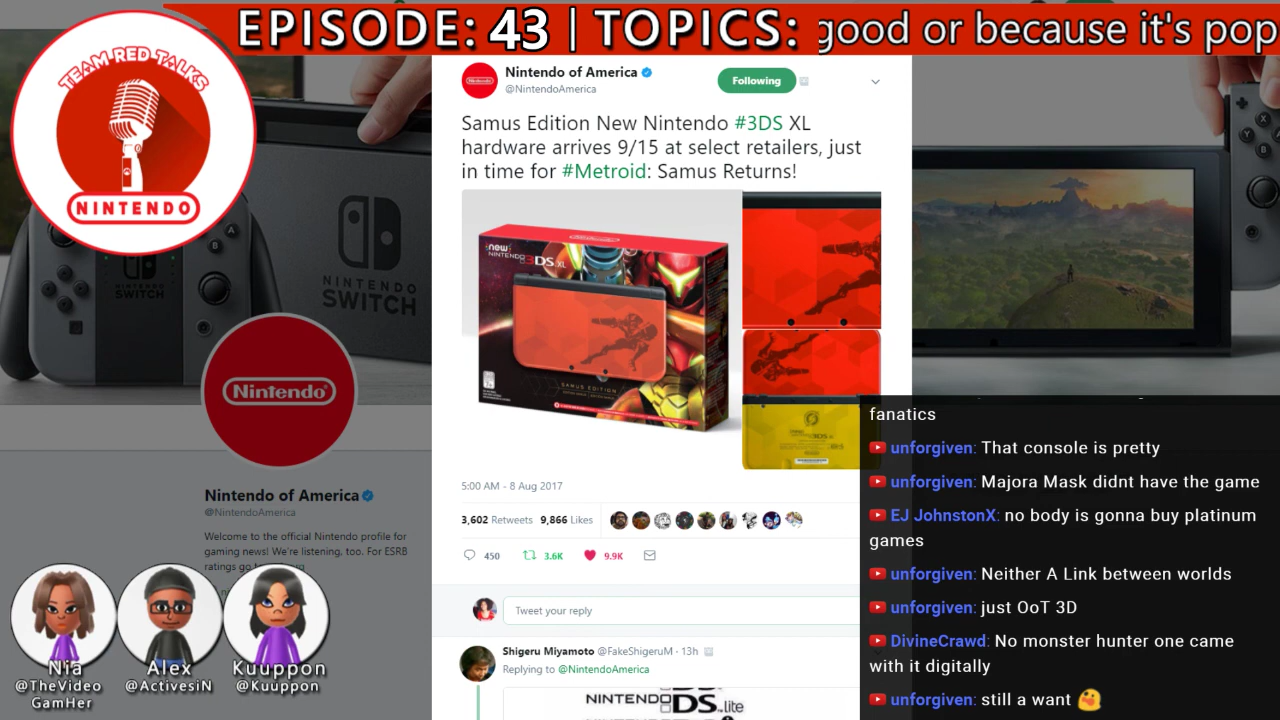 EPISODE: 43 | TOPICS: good or because it's pop
TEAM RED TALKS
NINTENDO
Nintendo of America
@NintendoAmerica
Following
Samus Edition New Nintendo #3DS XL
hardware arrives 9/15 at select retailers, just
in time for #Metroid: Samus Returns!
new
NINTENDO 3DS XL
SAMUS EDITION
5:00 AM - 8 Aug 2017
3,602 Retweets 9,866 Likes
450 3.6K 9.9K
Tweet your reply
Shigeru Miyamoto @FakeShigeruM · 13h
Replying to @NintendoAmerica
NINTENDO DS lite
NINTENDO
SWITCH
NINTENDO
SWITCH
A
B
X
Y
A
B
Nintendo
Nintendo of America
@NintendoAmerica
Welcome to the official Nintendo profile for
gaming news! We're listening, too. For ESRB
ratings go
Nia
@TheVideo
GamHer
Alex
@ActivesiN
Kuuppon
@Kuuppon
fanatics
unforgiven: That console is pretty
unforgiven: Majora Mask didnt have the game
EJ JohnstonX: no body is gonna buy platinum
games
unforgiven: Neither A Link between worlds
unforgiven: just OoT 3D
DivineCrawd: No monster hunter one came
with it digitally
unforgiven: still a want 😲